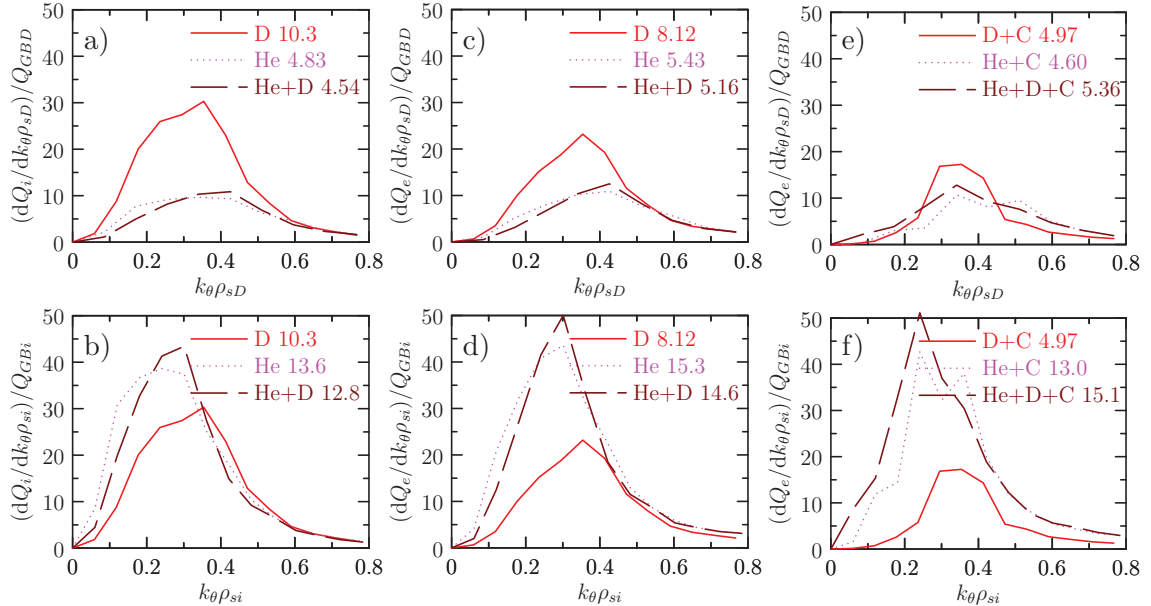 a)
D 10.3
He 4.83
He+D 4.54
(dQ_i/dk_θρ_sD)/Q_GBD
50
40
30
20
10
0
0 0.2 0.4 0.6 0.8
k_θρ_sD
c)
D 8.12
He 5.43
He+D 5.16
(dQ_e/dk_θρ_sD)/Q_GBD
50
40
30
20
10
0
0 0.2 0.4 0.6 0.8
k_θρ_sD
e)
D+C 4.97
He+C 4.60
He+D+C 5.36
(dQ_e/dk_θρ_sD)/Q_GBD
50
40
30
20
10
0
0 0.2 0.4 0.6 0.8
k_θρ_sD
b)
D 10.3
He 13.6
He+D 12.8
(dQ_i/dk_θρ_si)/Q_GBi
50
40
30
20
10
0
0 0.2 0.4 0.6 0.8
k_θρ_si
d)
D 8.12
He 15.3
He+D 14.6
(dQ_e/dk_θρ_si)/Q_GBi
50
40
30
20
10
0
0 0.2 0.4 0.6 0.8
k_θρ_si
f)
D+C 4.97
He+C 13.0
He+D+C 15.1
(dQ_e/dk_θρ_si)/Q_GBi
50
40
30
20
10
0
0 0.2 0.4 0.6 0.8
k_θρ_si